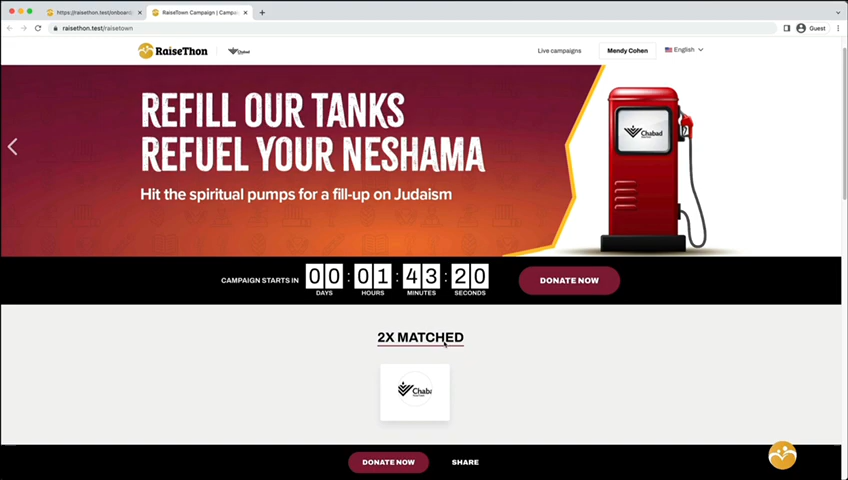 https://raisethon.test/onboard
RaiseTown Campaign | Campa
raisethon.test/raisetown
Guest
RaiseThon
Chabad
Live campaigns
Mendy Cohen
English
REFILL OUR TANKS
REFUEL YOUR NESHAMA
Hit the spiritual pumps for a fill-up on Judaism
Chabad
CAMPAIGN STARTS IN
00 : 01 : 43 : 20
DAYS HOURS MINUTES SECONDS
DONATE NOW
2X MATCHED
Chaba
DONATE NOW
SHARE